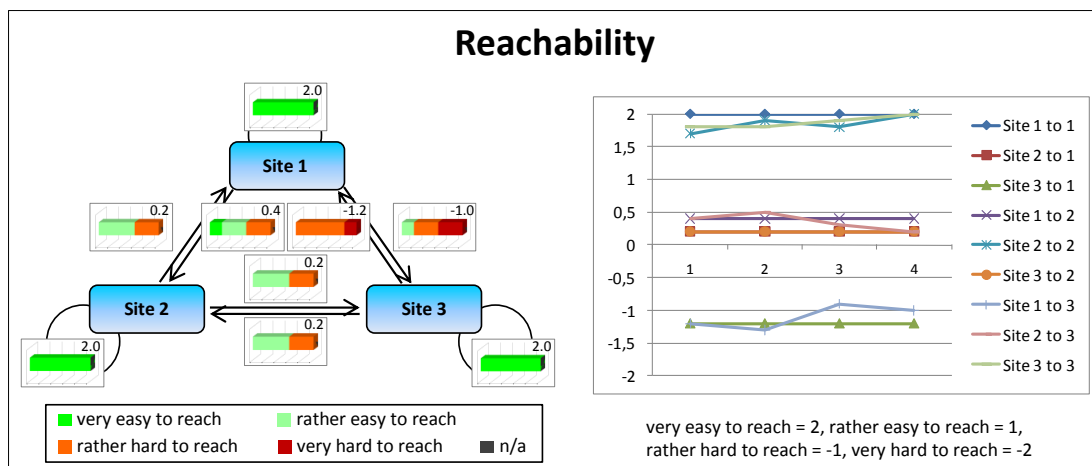 Reachability
2.0
Site 1
0.2
0.4
-1.2
-1.0
0.2
Site 2
Site 3
0.2
2.0
2.0
very easy to reach
rather easy to reach
rather hard to reach
very hard to reach
n/a
2
1,5
1
0,5
0
-0,5
-1
-1,5
-2
1 2 3 4
Site 1 to 1
Site 2 to 1
Site 3 to 1
Site 1 to 2
Site 2 to 2
Site 3 to 2
Site 1 to 3
Site 2 to 3
Site 3 to 3
very easy to reach = 2, rather easy to reach = 1,
rather hard to reach = -1, very hard to reach = -2